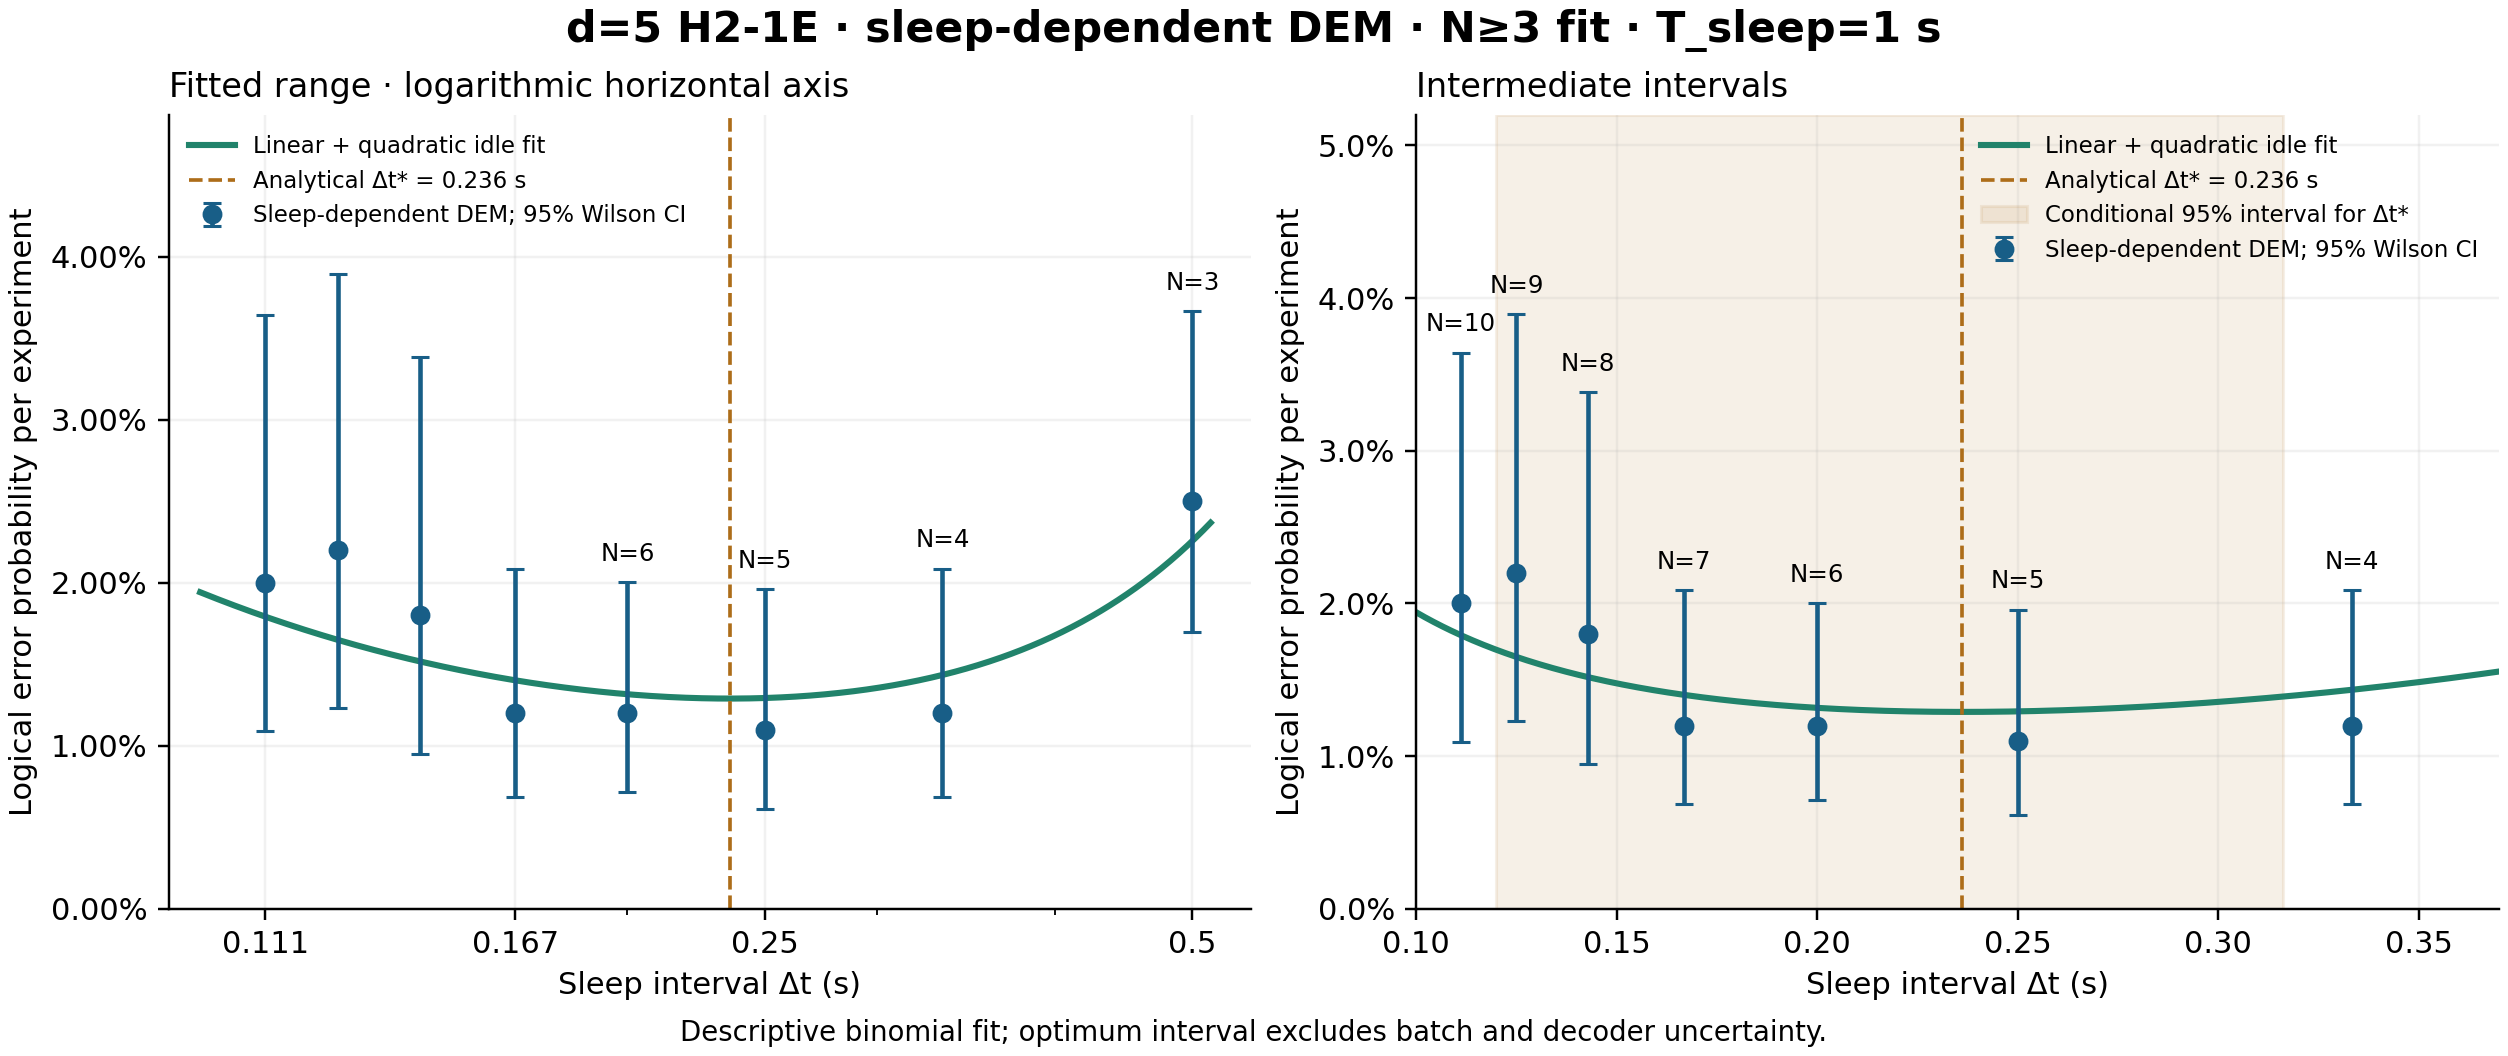 d=5 H2-1E · sleep-dependent DEM · N≥3 fit · T_sleep=1 s
Fitted range · logarithmic horizontal axis
Linear + quadratic idle fit
Analytical Δt* = 0.236 s
Sleep-dependent DEM; 95% Wilson CI
Logical error probability per experiment
4.00%
3.00%
2.00%
1.00%
0.00%
N=6
N=5
N=4
N=3
0.111
0.167
0.25
0.5
Sleep interval Δt (s)
Intermediate intervals
Linear + quadratic idle fit
Analytical Δt* = 0.236 s
Conditional 95% interval for Δt*
Sleep-dependent DEM; 95% Wilson CI
Logical error probability per experiment
5.0%
4.0%
3.0%
2.0%
1.0%
0.0%
N=10
N=9
N=8
N=7
N=6
N=5
N=4
0.10
0.15
0.20
0.25
0.30
0.35
Sleep interval Δt (s)
Descriptive binomial fit; optimum interval excludes batch and decoder uncertainty.